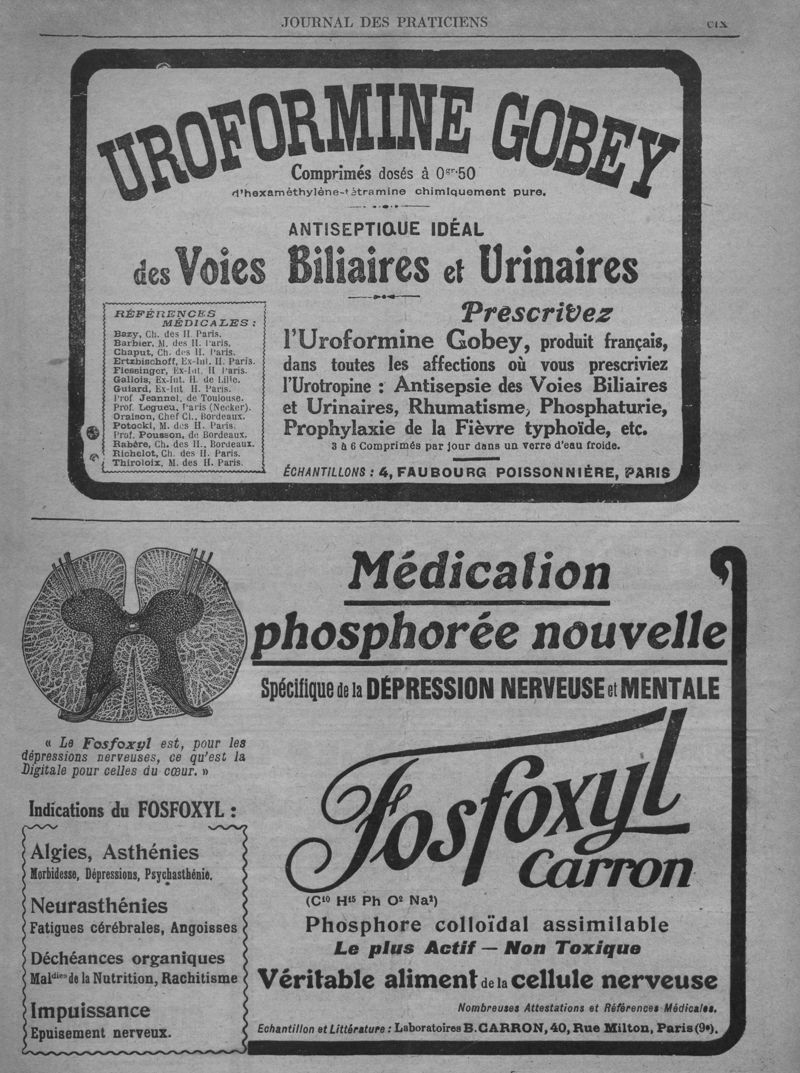 JOURNAL DES PRATICIENS
CIX
UROFORMINE GOBEY
Comprimés dosés à 0gr.50
d'hexaméthylène-tétramine chimiquement pure.
ANTISEPTIQUE IDÉAL
des Voies Biliaires et Urinaires
RÉFÉRENCES
MÉDICALES :
Bazy, Ch. des H. Paris.
Barbier, M. des H. Paris.
Chaput, Ch. des H. Paris.
Ertzbischoff, Ex-Int. H. Paris.
Fiessinger, Ex-Int. H Paris.
Gallois, Ex-Int. H. de Lille.
Guiard, Ex-Int. H. Paris.
Prof Jeannel, de Toulouse.
Prof. Legueu, Paris (Necker).
Oraison, Chef Cl., Bordeaux.
Potocki, M. des H. Paris.
Prof. Pousson, de Bordeaux.
Rabère, Ch. des H., Bordeaux.
Richelot, Ch. des H. Paris.
Thiroloix, M. des H. Paris.
Prescrivez
l'Uroformine Gobey, produit français,
dans toutes les affections où vous prescriviez
l'Urotropine : Antisepsie des Voies Biliaires
et Urinaires, Rhumatisme, Phosphaturie,
Prophylaxie de la Fièvre typhoïde, etc.
3 à 6 Comprimés par jour dans un verre d'eau froide.
ÉCHANTILLONS : 4, FAUBOURG POISSONNIÈRE, PARIS
Médication
phosphorée nouvelle
Spécifique de la DÉPRESSION NERVEUSE et MENTALE
« Le Fosfoxyl est, pour les
dépressions nerveuses, ce qu'est la
Digitale pour celles du cœur. »
Indications du FOSFOXYL :
Algies, Asthénies
Morbidesse, Dépressions, Psychasthénie.
Neurasthénies
Fatigues cérébrales, Angoisses
Déchéances organiques
Maldies de la Nutrition, Rachitisme
Impuissance
Epuisement nerveux.
Fosfoxyl
Carron
(C10 H15 Ph O2 Na2)
Phosphore colloïdal assimilable
Le plus Actif — Non Toxique
Véritable aliment de la cellule nerveuse
Nombreuses Attestations et Références Médicales.
Echantillon et Littérature : Laboratoires B. CARRON, 40, Rue Milton, Paris (9e).